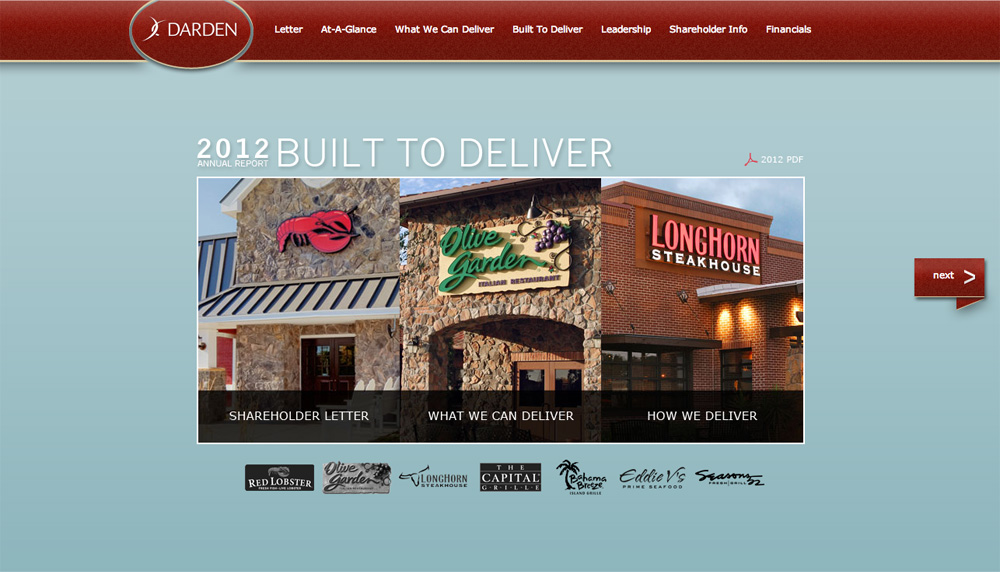 DARDEN
Letter At-A-Glance What We Can Deliver Built To Deliver Leadership Shareholder Info Financials
2012 BUILT TO DELIVER
ANNUAL REPORT
2012 PDF
Olive
Garden
ITALIAN RESTAURANT
LONGHORN
STEAKHOUSE
next >
SHAREHOLDER LETTER
WHAT WE CAN DELIVER
HOW WE DELIVER
RED LOBSTER
FRESH FISH · LIVE LOBSTER
Olive
Garden
LONGHORN
STEAKHOUSE
THE
CAPITAL
GRILLE
Bahama
Breeze
ISLAND GRILLE
Eddie V's
PRIME SEAFOOD
Seasons 52
FRESH GRILL